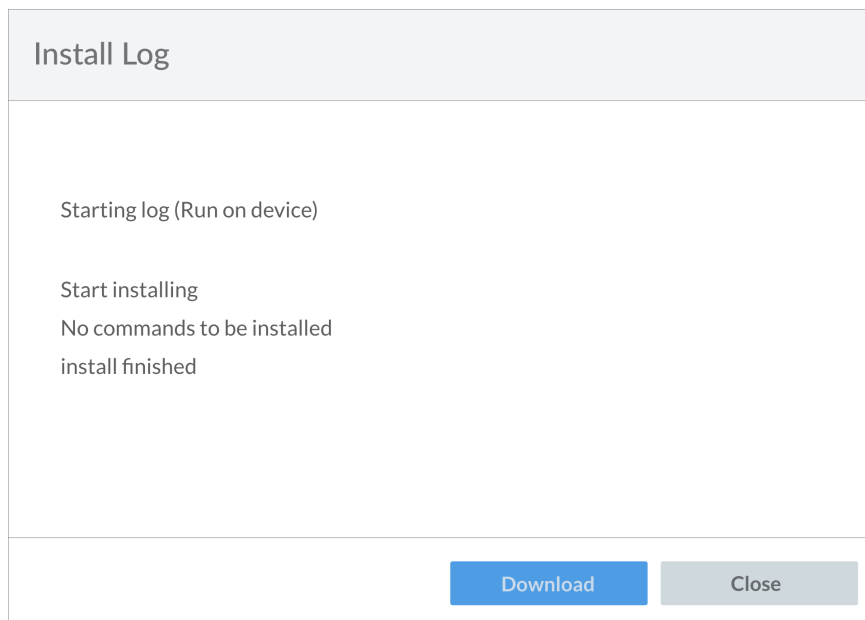 Install Log
Starting log (Run on device)
Start installing
No commands to be installed
install finished
Download
Close